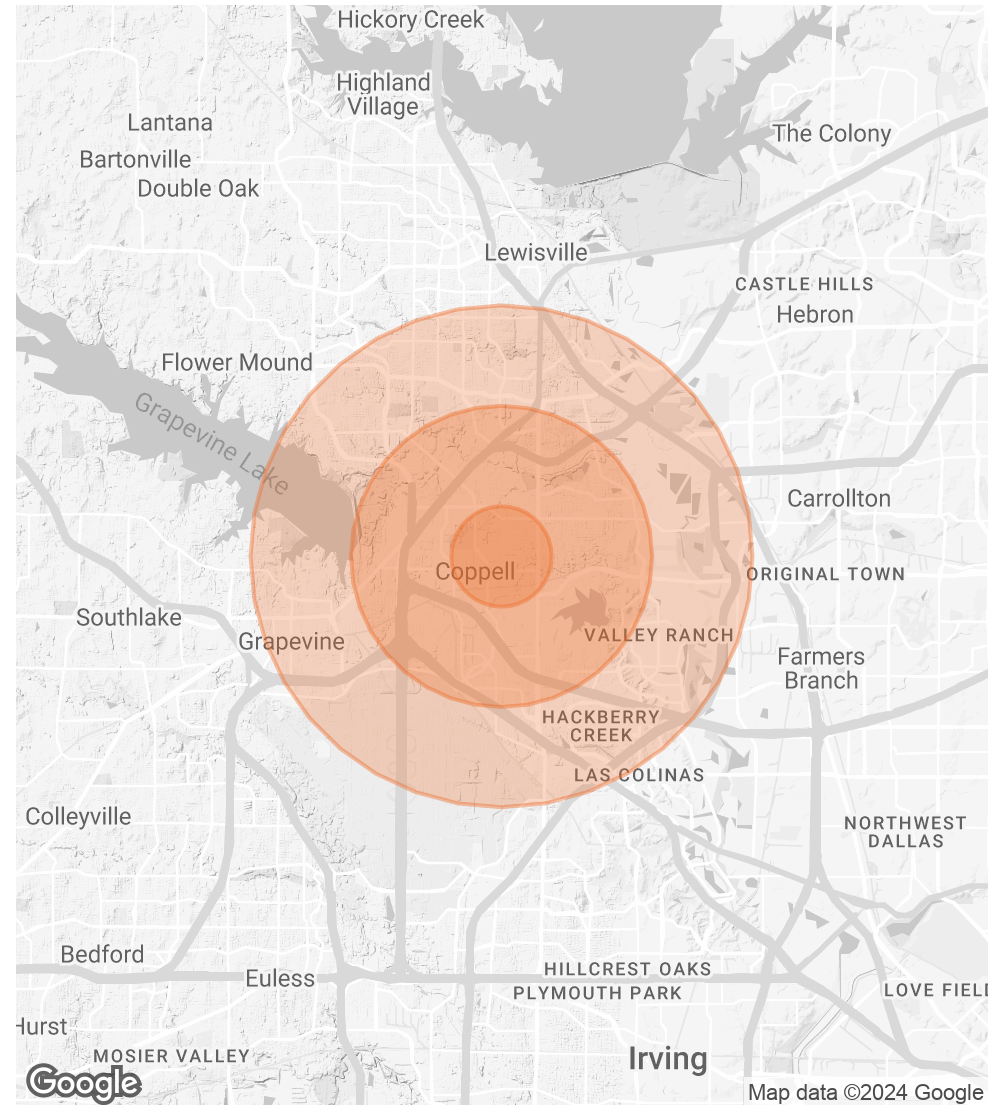 Hickory Creek
Highland
Village
Lantana
The Colony
Bartonville
Double Oak
Lewisville
CASTLE HILLS
Hebron
Flower Mound
Grapevine Lake
Carrollton
Coppell
ORIGINAL TOWN
Southlake
VALLEY RANCH
Grapevine
Farmers
Branch
HACKBERRY
CREEK
LAS COLINAS
Colleyville
NORTHWEST
DALLAS
Bedford
HILLCREST OAKS
Euless
LOVE FIELD
PLYMOUTH PARK
Hurst
MOSIER VALLEY
Irving
Google
Map data ©2024 Google